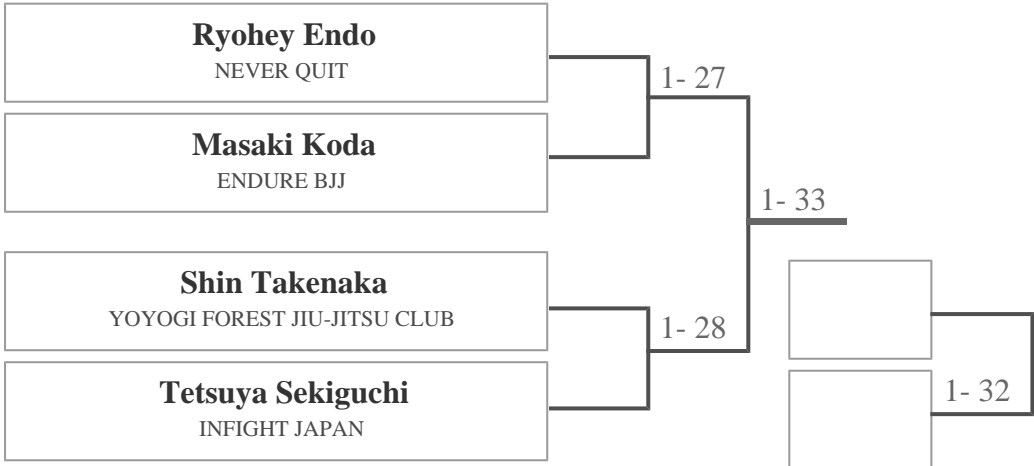 Ryohey Endo
NEVER QUIT
1- 27
Masaki Koda
ENDURE BJJ
1- 33
Shin Takenaka
YOYOGI FOREST JIU-JITSU CLUB
1- 28
Tetsuya Sekiguchi
INFIGHT JAPAN
1- 32